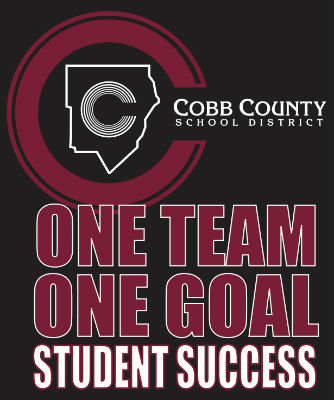 COBB COUNTY
SCHOOL DISTRICT
ONE TEAM
ONE GOAL
STUDENT SUCCESS